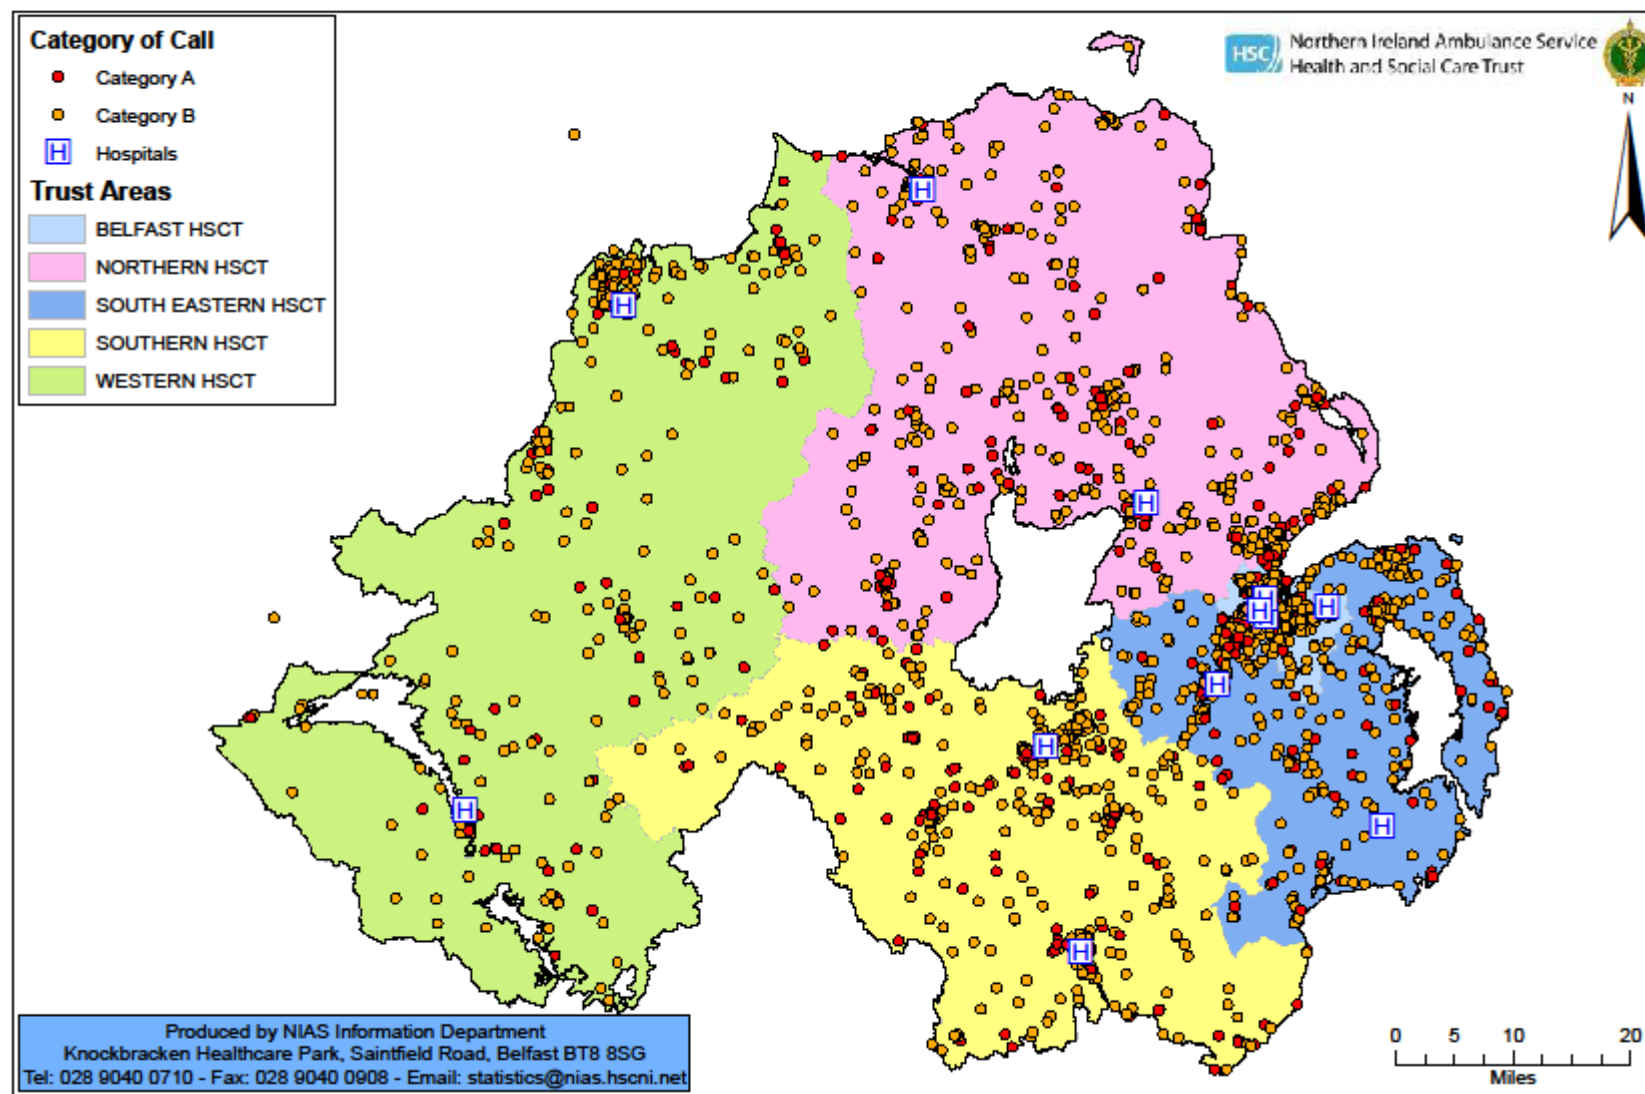 Category of Call
Category A
Category B
H Hospitals
Trust Areas
BELFAST HSCT
NORTHERN HSCT
SOUTH EASTERN HSCT
SOUTHERN HSCT
WESTERN HSCT
HSC Northern Ireland Ambulance Service
Health and Social Care Trust
N
H
H
H
H
H
H
H
H
H
H
H
Produced by NIAS Information Department
Knockbracken Healthcare Park, Saintfield Road, Belfast BT8 8SG
Tel: 028 9040 0710 - Fax: 028 9040 0908 - Email: statistics@nias.hscni.net
0 5 10 20
Miles